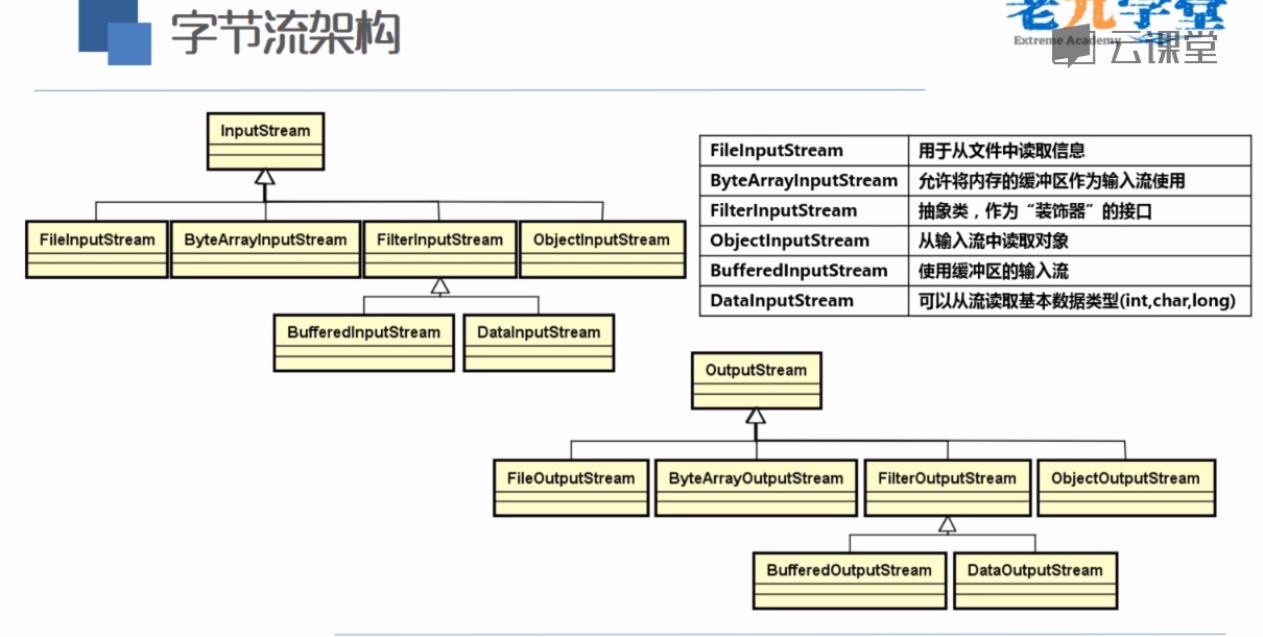 字节流架构
老九学堂
Extreme Academy
云课堂
InputStream
FileInputStream
ByteArrayInputStream
FilterInputStream
ObjectInputStream
BufferedInputStream
DataInputStream
FileInputStream 用于从文件中读取信息
ByteArrayInputStream 允许将内存的缓冲区作为输入流使用
FilterInputStream 抽象类，作为“装饰器”的接口
ObjectInputStream 从输入流中读取对象
BufferedInputStream 使用缓冲区的输入流
DataInputStream 可以从流读取基本数据类型(int,char,long)
OutputStream
FileOutputStream
ByteArrayOutputStream
FilterOutputStream
ObjectOutputStream
BufferedOutputStream
DataOutputStream